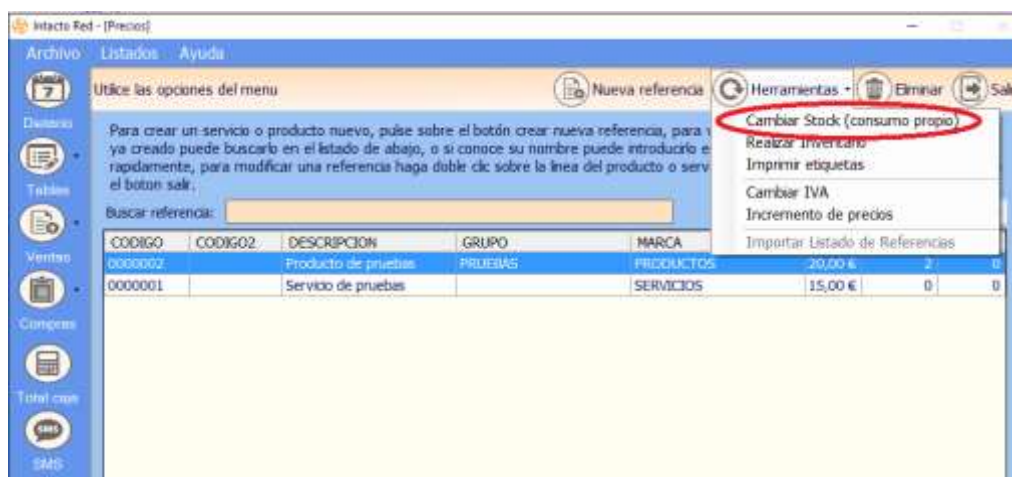 Intacto Red - [Precios]
Archivo Listados Ayuda
Utilice las opciones del menu Nueva referencia Herramientas Eliminar Sal
Para crear un servicio o producto nuevo, pulse sobre el botón crear nueva referencia, para v
ya creado puede buscarlo en el listado de abajo, o si conoce su nombre puede introducirlo e
rapidamente, para modificar una referencia haga doble clic sobre la linea del producto o serv
el boton salir.
Buscar referencia:
Cambiar Stock (consumo propio)
Realizar Inventario
Imprimir etiquetas
Cambiar IVA
Incremento de precios
Importar Listado de Referencias
CODIGO CODIGO2 DESCRIPCION GRUPO MARCA
0000002 Producto de pruebas PRUEBAS PRODUCTOS 20,00 € 2 0
0000001 Servicio de pruebas SERVICIOS 15,00 € 0 0
7
Tablas
Ventas
Compras
Total caja
SMS
SMS